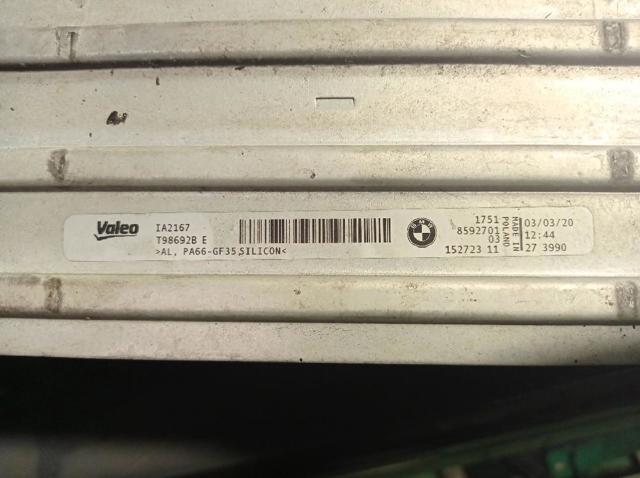 Valeo
IA2167
T98692B E
>AL, PA66-GF35,SILICON<
BMW
1751
8592701
03
152723 11
MADE IN
POLAND
03/03/20
12:44
27 3990